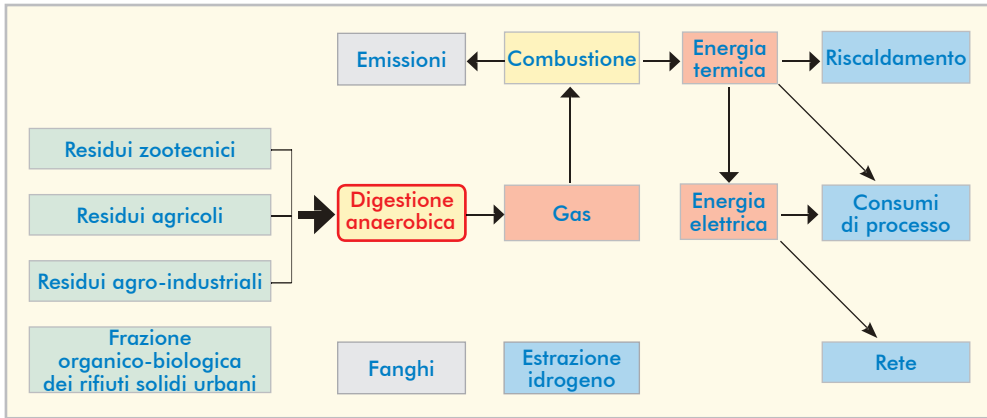 Emissioni
Combustione
Energia
termica
Riscaldamento
Residui zootecnici
Residui agricoli
Residui agro-industriali
Frazione
organico-biologica
dei rifiuti solidi urbani
Digestione
anaerobica
Gas
Energia
elettrica
Consumi
di processo
Fanghi
Estrazione
idrogeno
Rete